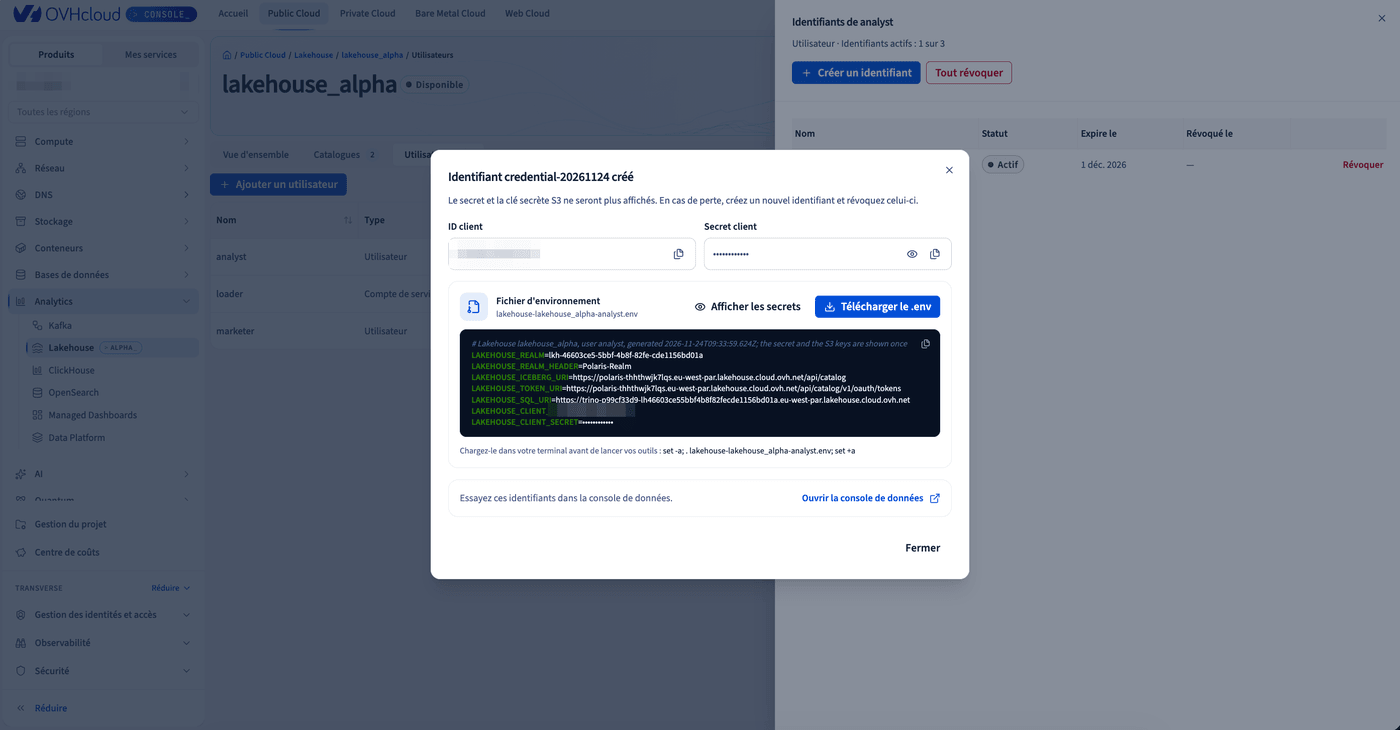 OVHcloud >CONSOLE_
Accueil Public Cloud Private Cloud Bare Metal Cloud Web Cloud
Produits Mes services
Toutes les régions
Compute
Réseau
DNS
Stockage
Conteneurs
Bases de données
Analytics
Kafka
Lakehouse ALPHA_
ClickHouse
OpenSearch
Managed Dashboards
Data Platform
AI
Quantum
Gestion du projet
Centre de coûts
TRANSVERSE Réduire
Gestion des identités et accès
Observabilité
Sécurité
Réduire
/ Public Cloud / Lakehouse / lakehouse_alpha / Utilisateurs
lakehouse_alpha Disponible
Vue d'ensemble Catalogues 2 Utilisa
+ Ajouter un utilisateur
Nom Type
analyst Utilisateur
loader Compte de servi
marketer Utilisateur
Identifiants de analyst
Utilisateur · Identifiants actifs : 1 sur 3
+ Créer un identifiant Tout révoquer
Nom Statut Expire le Révoqué le
Actif 1 déc. 2026 — Révoquer
Identifiant credential-20261124 créé
Le secret et la clé secrète S3 ne seront plus affichés. En cas de perte, créez un nouvel identifiant et révoquez celui-ci.
ID client Secret client
••••••••••••
Fichier d'environnement
lakehouse-lakehouse_alpha-analyst.env
Afficher les secrets Télécharger le .env
# Lakehouse lakehouse_alpha, user analyst, generated 2026-11-24T09:33:59.624Z; the secret and the S3 keys are shown once
LAKEHOUSE_REALM=lkh-46603ce5-5bbf-4b8f-82fe-cde1156bd01a
LAKEHOUSE_REALM_HEADER=Polaris-Realm
LAKEHOUSE_ICEBERG_URI=https://polaris-thhthwjk7lqs.eu-west-par.lakehouse.cloud.ovh.net/api/catalog
LAKEHOUSE_TOKEN_URI=https://polaris-thhthwjk7lqs.eu-west-par.lakehouse.cloud.ovh.net/api/catalog/v1/oauth/tokens
LAKEHOUSE_SQL_URI=https://trino-p99cf33d9-lh46603ce55bbf4b8f82fecde1156bd01a.eu-west-par.lakehouse.cloud.ovh.net
LAKEHOUSE_CLIENT_
LAKEHOUSE_CLIENT_SECRET=••••••••••••
Chargez-le dans votre terminal avant de lancer vos outils : set -a; . lakehouse-lakehouse_alpha-analyst.env; set +a
Essayez ces identifiants dans la console de données. Ouvrir la console de données
Fermer